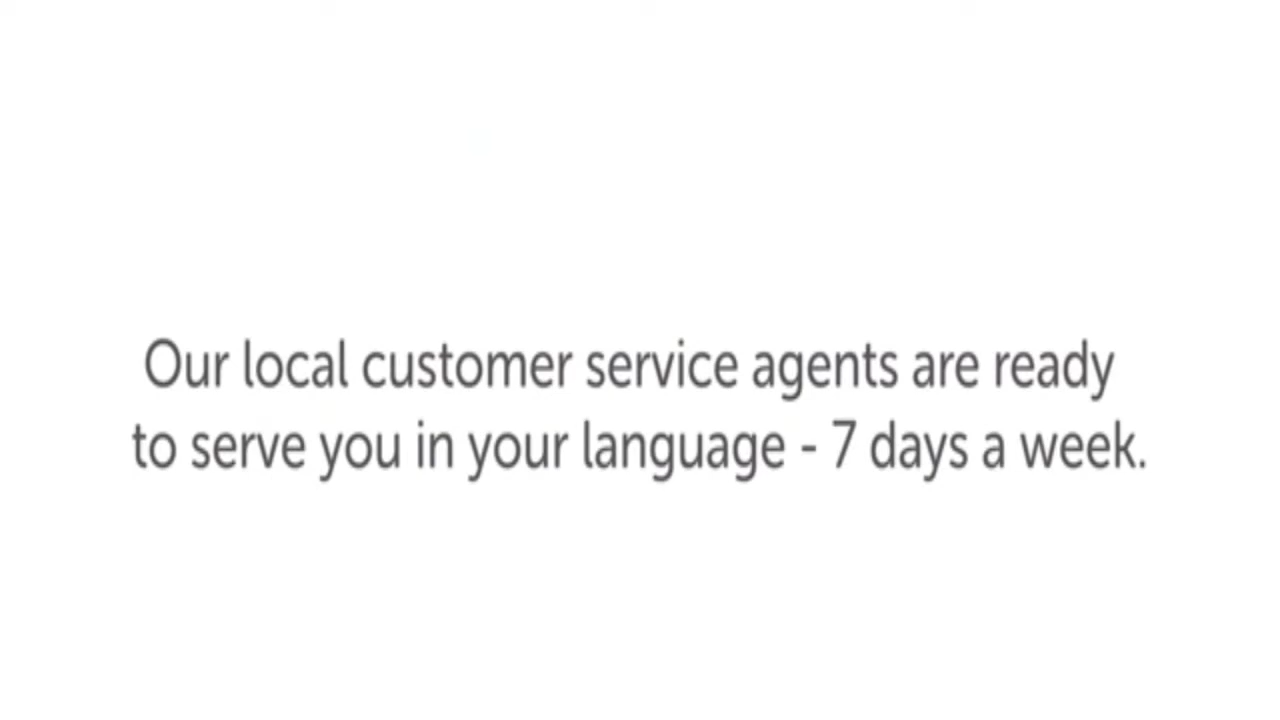 Our local customer service agents are ready
to serve you in your language - 7 days a week.